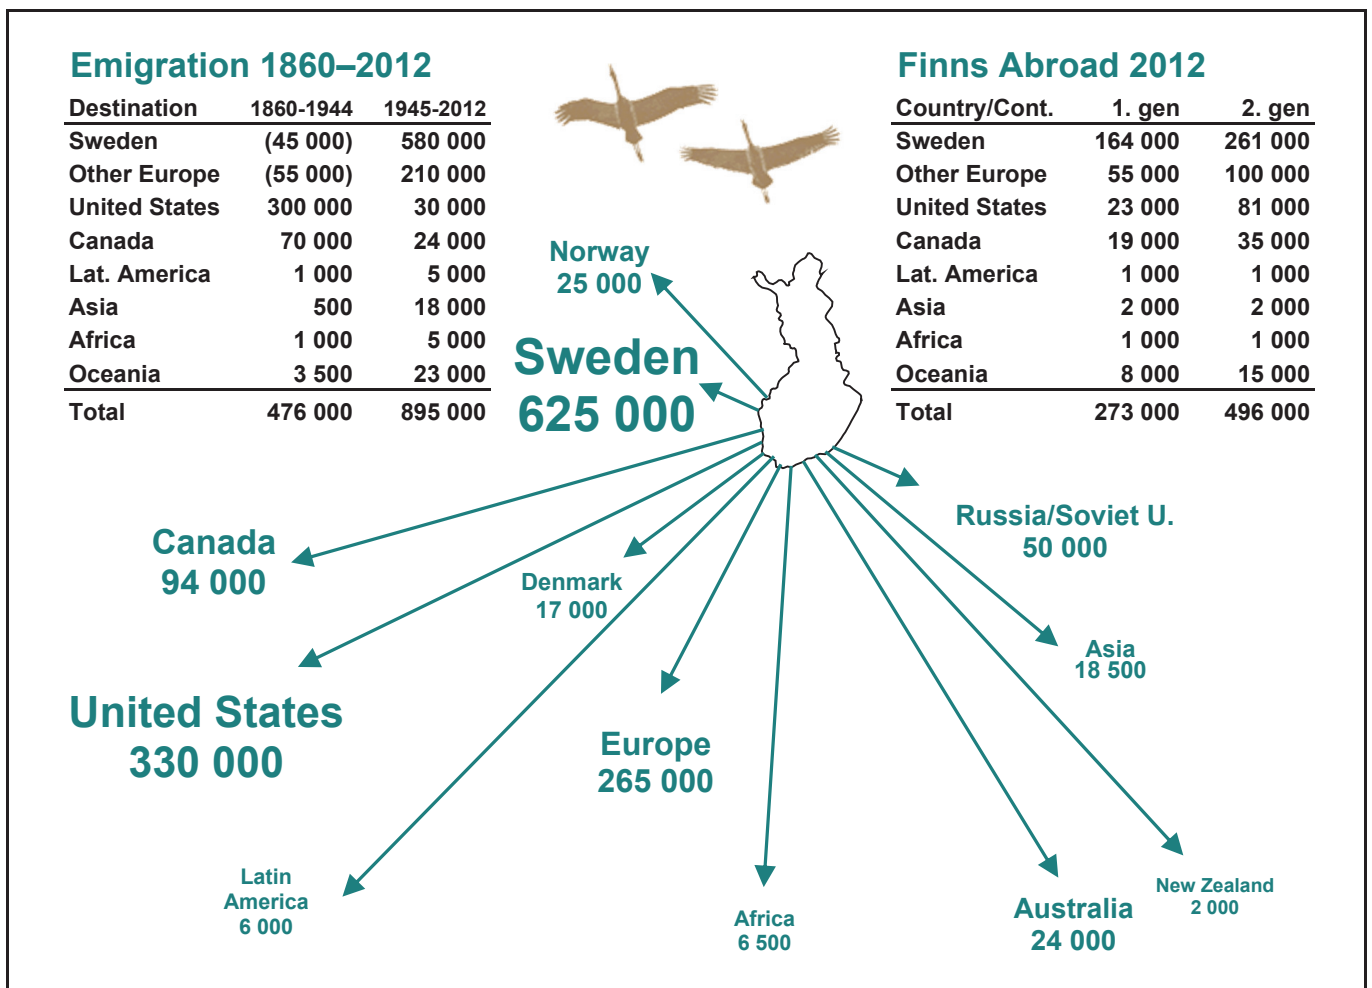 Emigration 1860–2012
Destination 1860-1944 1945-2012
Sweden (45 000) 580 000
Other Europe (55 000) 210 000
United States 300 000 30 000
Canada 70 000 24 000
Lat. America 1 000 5 000
Asia 500 18 000
Africa 1 000 5 000
Oceania 3 500 23 000
Total 476 000 895 000
Finns Abroad 2012
Country/Cont. 1. gen 2. gen
Sweden 164 000 261 000
Other Europe 55 000 100 000
United States 23 000 81 000
Canada 19 000 35 000
Lat. America 1 000 1 000
Asia 2 000 2 000
Africa 1 000 1 000
Oceania 8 000 15 000
Total 273 000 496 000
Norway
25 000
Sweden
625 000
Canada
94 000
Denmark
17 000
Russia/Soviet U.
50 000
Asia
18 500
United States
330 000
Europe
265 000
Latin
America
6 000
Africa
6 500
Australia
24 000
New Zealand
2 000